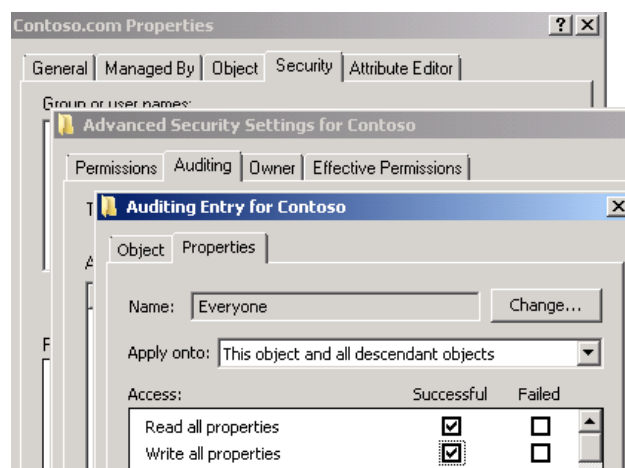 Contoso.com Properties
General Managed By Object Security Attribute Editor
Group or user names:
Advanced Security Settings for Contoso
Permissions Auditing Owner Effective Permissions
T
Auditing Entry for Contoso
Object Properties
A
Name: Everyone Change...
F
Apply onto: This object and all descendant objects
Access: Successful Failed
Read all properties
Write all properties